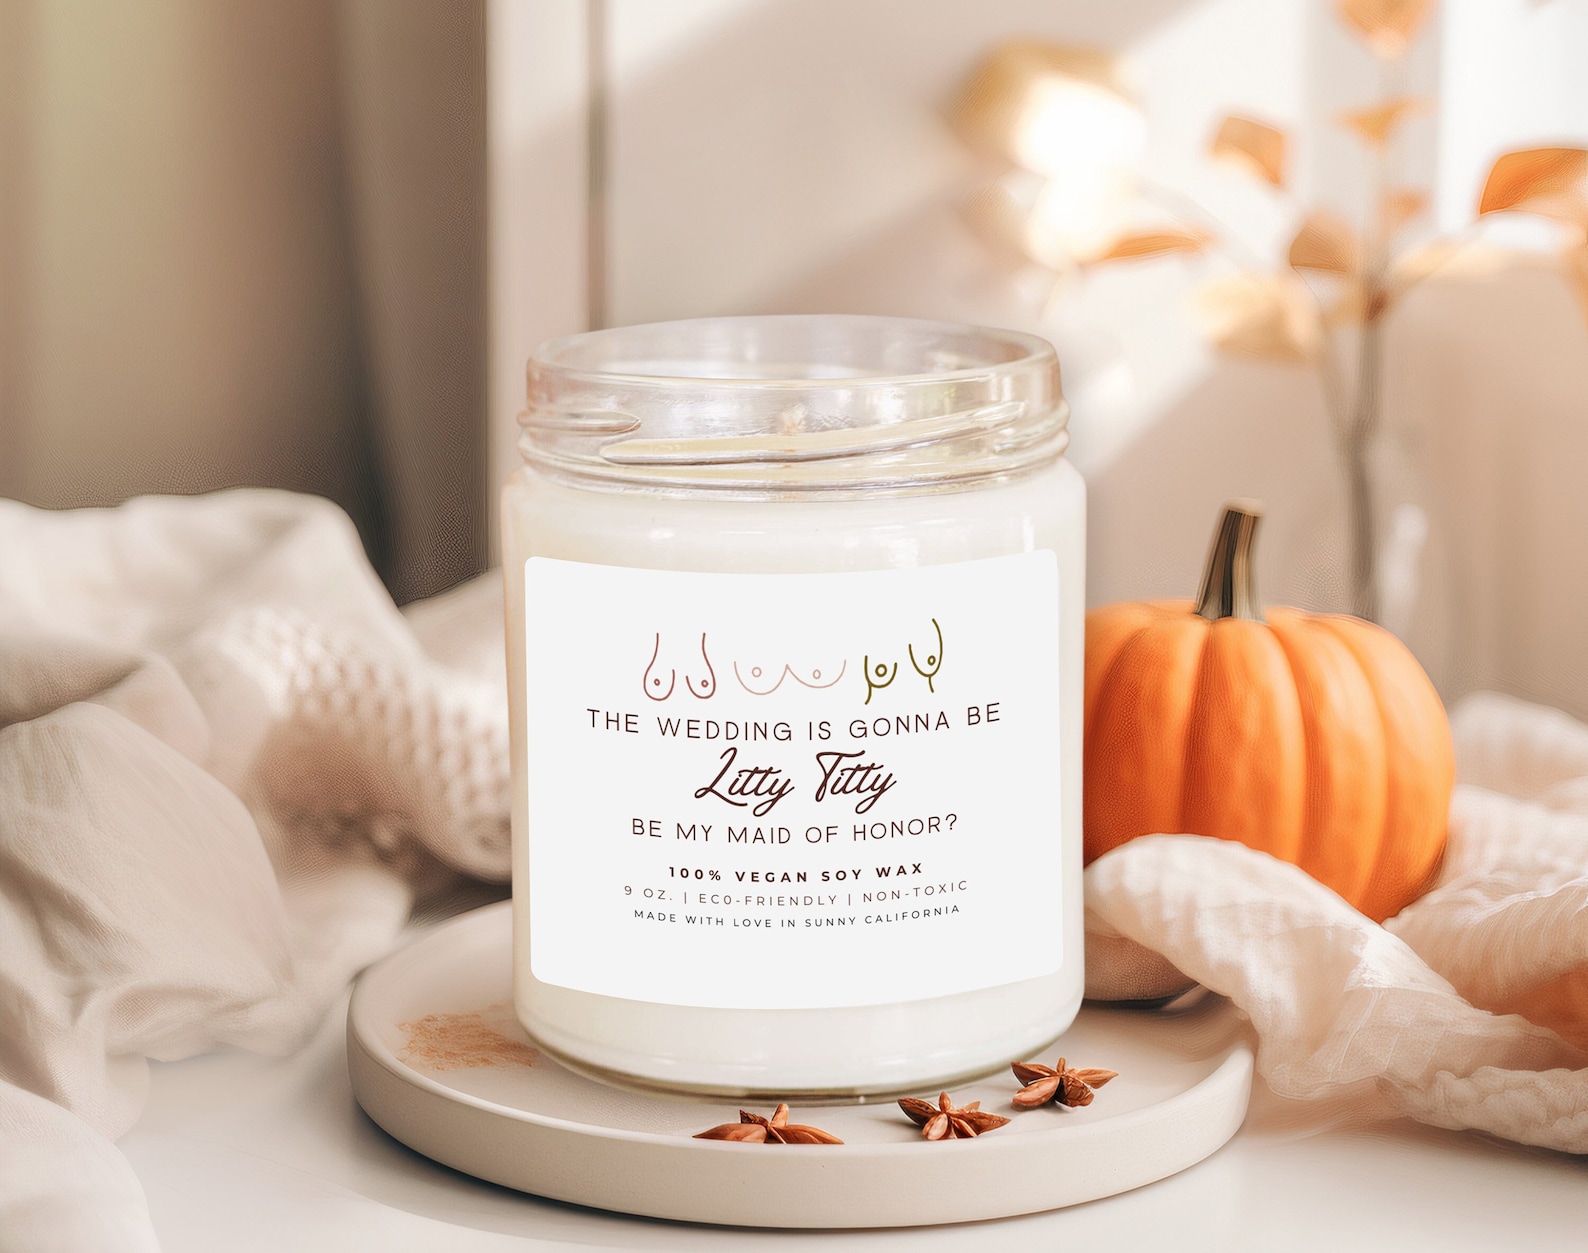 THE WEDDING IS GONNA BE
Litty Titty
BE MY MAID OF HONOR?
100% VEGAN SOY WAX
9 OZ. | ECO-FRIENDLY | NON-TOXIC
MADE WITH LOVE IN SUNNY CALIFORNIA